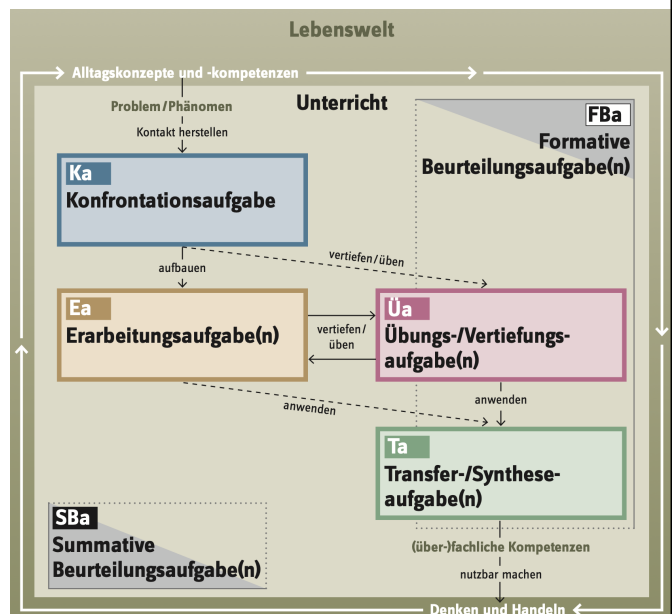 Lebenswelt
Alltagskonzepte und -kompetenzen
Problem/Phänomen
Kontakt herstellen
Unterricht
FBa
Formative
Beurteilungsaufgabe(n)
Ka
Konfrontationsaufgabe
aufbauen
vertiefen/üben
Ea
Erarbeitungsaufgabe(n)
vertiefen/
üben
Üa
Übungs-/Vertiefungs-
aufgabe(n)
anwenden
anwenden
Ta
Transfer-/Synthese-
aufgabe(n)
SBa
Summative
Beurteilungsaufgabe(n)
(über-)fachliche Kompetenzen
nutzbar machen
Denken und Handeln